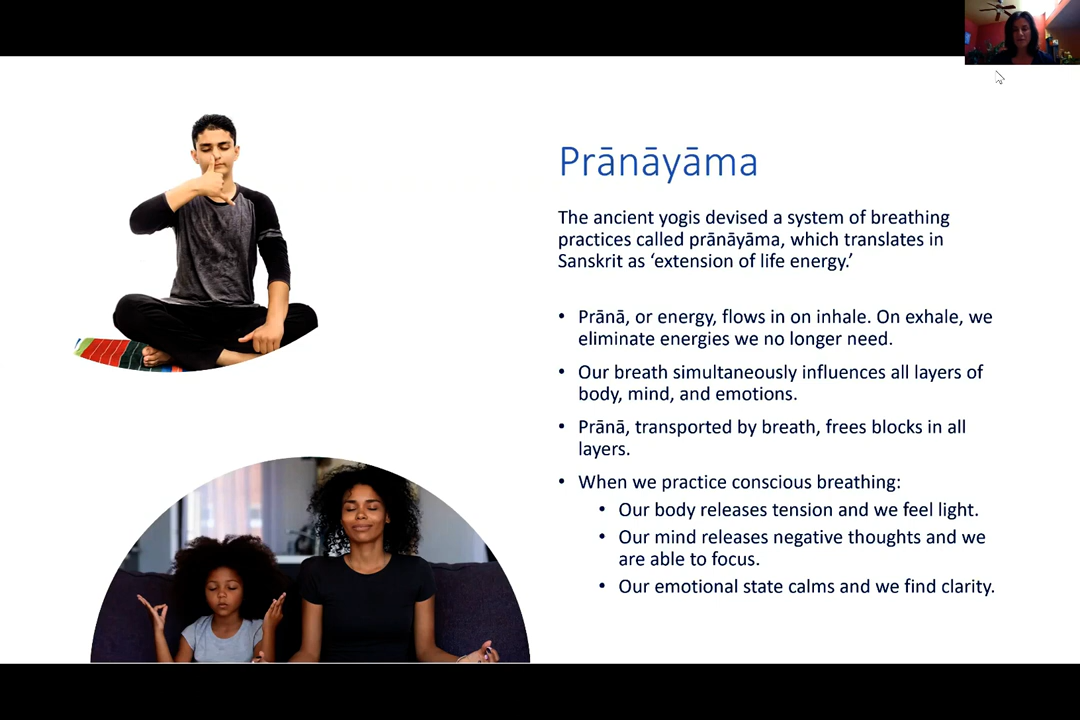 Prānāyāma
The ancient yogis devised a system of breathing
practices called prānāyāma, which translates in
Sanskrit as ‘extension of life energy.’
• Prānā, or energy, flows in on inhale. On exhale, we
eliminate energies we no longer need.
• Our breath simultaneously influences all layers of
body, mind, and emotions.
• Prānā, transported by breath, frees blocks in all
layers.
• When we practice conscious breathing:
• Our body releases tension and we feel light.
• Our mind releases negative thoughts and we
are able to focus.
• Our emotional state calms and we find clarity.